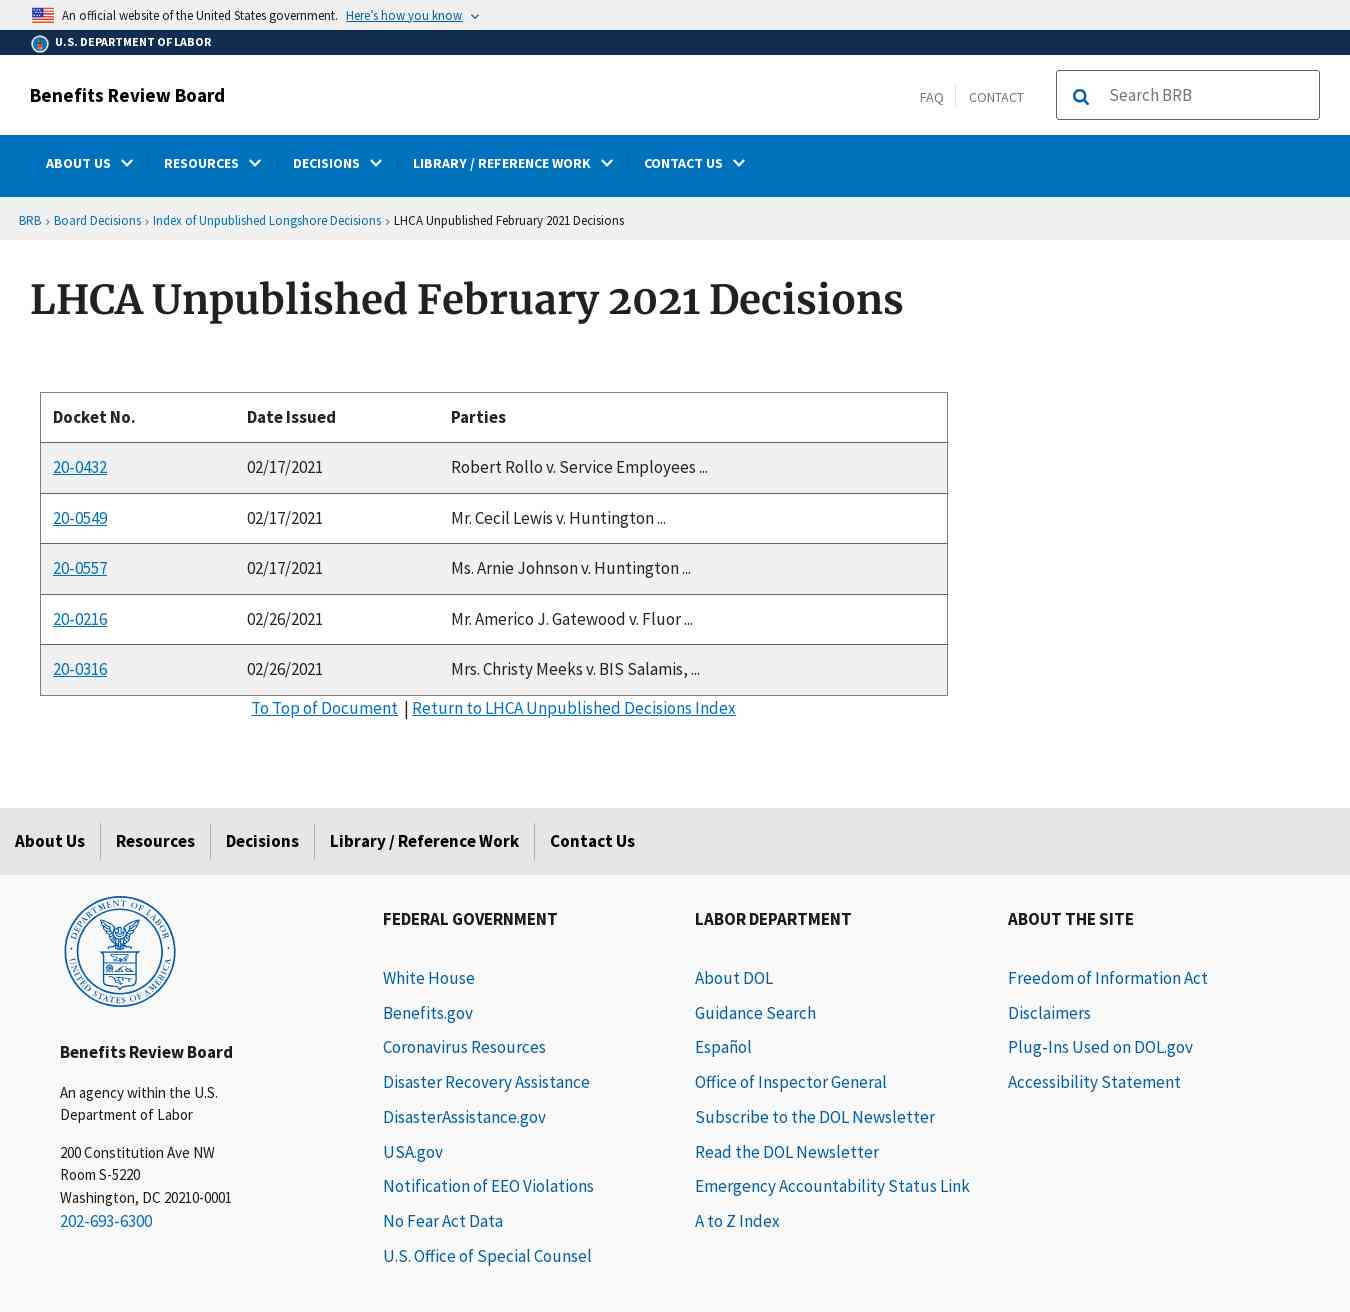 An official website of the United States government. Here's how you know
U.S. DEPARTMENT OF LABOR
Benefits Review Board
FAQ
CONTACT
Search BRB
ABOUT US
RESOURCES
DECISIONS
LIBRARY / REFERENCE WORK
CONTACT US
BRB › Board Decisions › Index of Unpublished Longshore Decisions › LHCA Unpublished February 2021 Decisions
LHCA Unpublished February 2021 Decisions
Docket No. Date Issued Parties
20-0432 02/17/2021 Robert Rollo v. Service Employees ...
20-0549 02/17/2021 Mr. Cecil Lewis v. Huntington ...
20-0557 02/17/2021 Ms. Arnie Johnson v. Huntington ...
20-0216 02/26/2021 Mr. Americo J. Gatewood v. Fluor ...
20-0316 02/26/2021 Mrs. Christy Meeks v. BIS Salamis, ...
To Top of Document | Return to LHCA Unpublished Decisions Index
About Us
Resources
Decisions
Library / Reference Work
Contact Us
DEPARTMENT OF LABOR
UNITED STATES OF AMERICA
Benefits Review Board
An agency within the U.S.
Department of Labor
200 Constitution Ave NW
Room S-5220
Washington, DC 20210-0001
202-693-6300
FEDERAL GOVERNMENT
White House
Benefits.gov
Coronavirus Resources
Disaster Recovery Assistance
DisasterAssistance.gov
USA.gov
Notification of EEO Violations
No Fear Act Data
U.S. Office of Special Counsel
LABOR DEPARTMENT
About DOL
Guidance Search
Español
Office of Inspector General
Subscribe to the DOL Newsletter
Read the DOL Newsletter
Emergency Accountability Status Link
A to Z Index
ABOUT THE SITE
Freedom of Information Act
Disclaimers
Plug-Ins Used on DOL.gov
Accessibility Statement